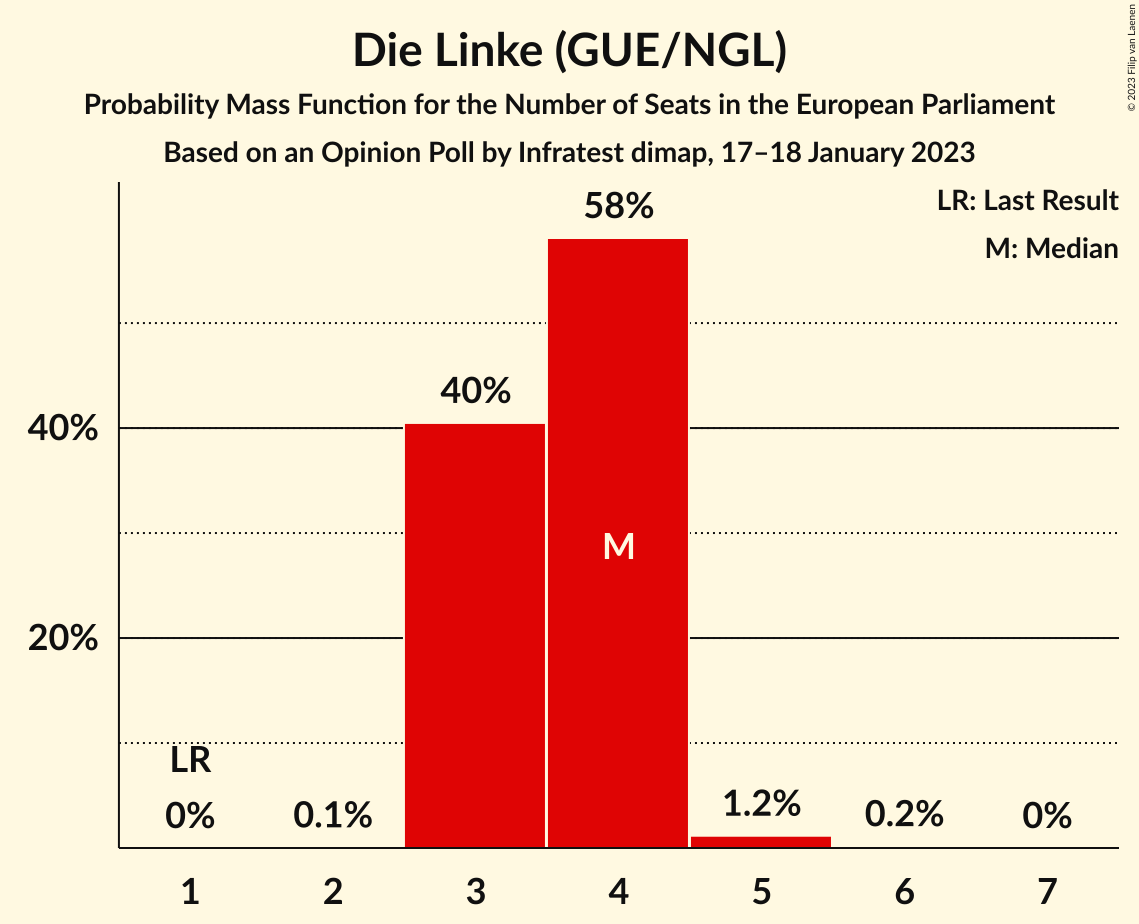 Die Linke (GUE/NGL)
Probability Mass Function for the Number of Seats in the European Parliament
Based on an Opinion Poll by Infratest dimap, 17–18 January 2023
© 2023 Filip van Laenen
LR: Last Result
M: Median
58%
40%
40%
M
20%
LR
0%
0.1%
1.2%
0.2%
0%
1
2
3
4
5
6
7